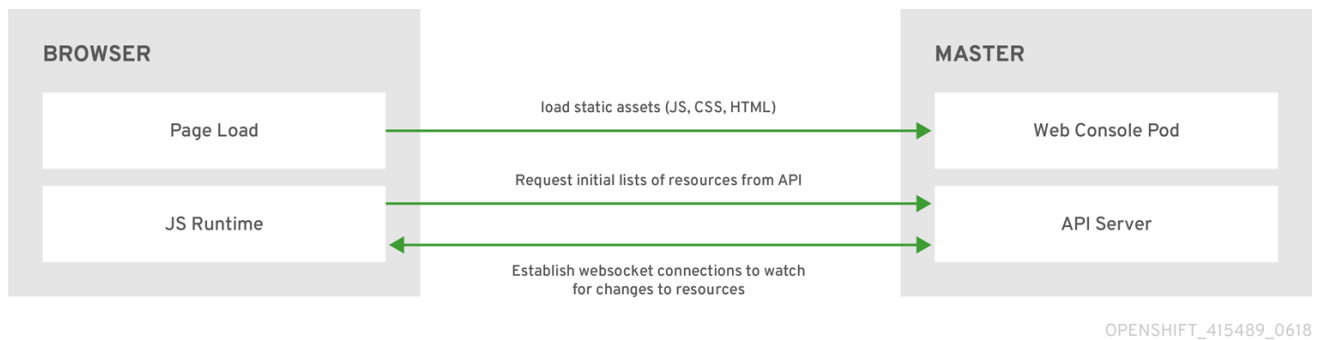 BROWSER
Page Load
JS Runtime
load static assets (JS, CSS, HTML)
Request initial lists of resources from API
Establish websocket connections to watch
for changes to resources
MASTER
Web Console Pod
API Server
OPENSHIFT_415489_0618